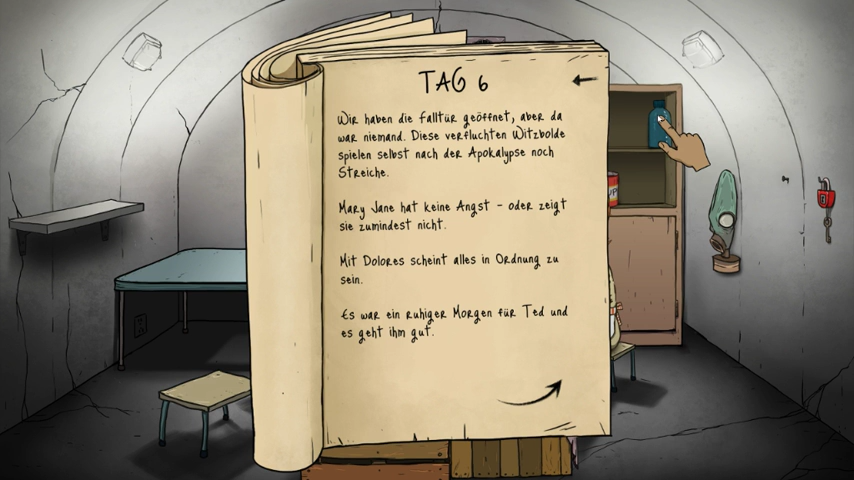 TAG 6
Wir haben die Falltür geöffnet, aber da
war niemand. Diese verfluchten Witzbolde
spielen selbst nach der Apokalypse noch
Streiche.
Mary Jane hat keine Angst - oder zeigt
sie zumindest nicht.
Mit Dolores scheint alles in Ordnung zu
sein.
Es war ein ruhiger Morgen für Ted und
es geht ihm gut.